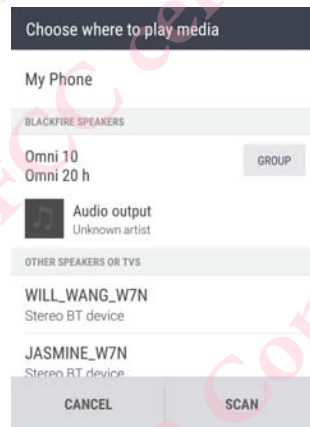 Choose where to play media
My Phone
BLACKFIRE SPEAKERS
Omni 10
Omni 20 h
GROUP
Audio output
Unknown artist
OTHER SPEAKERS OR TVS
WILL_WANG_W7N
Stereo BT device
JASMINE_W7N
Stereo BT device
CANCEL
SCAN
FCC